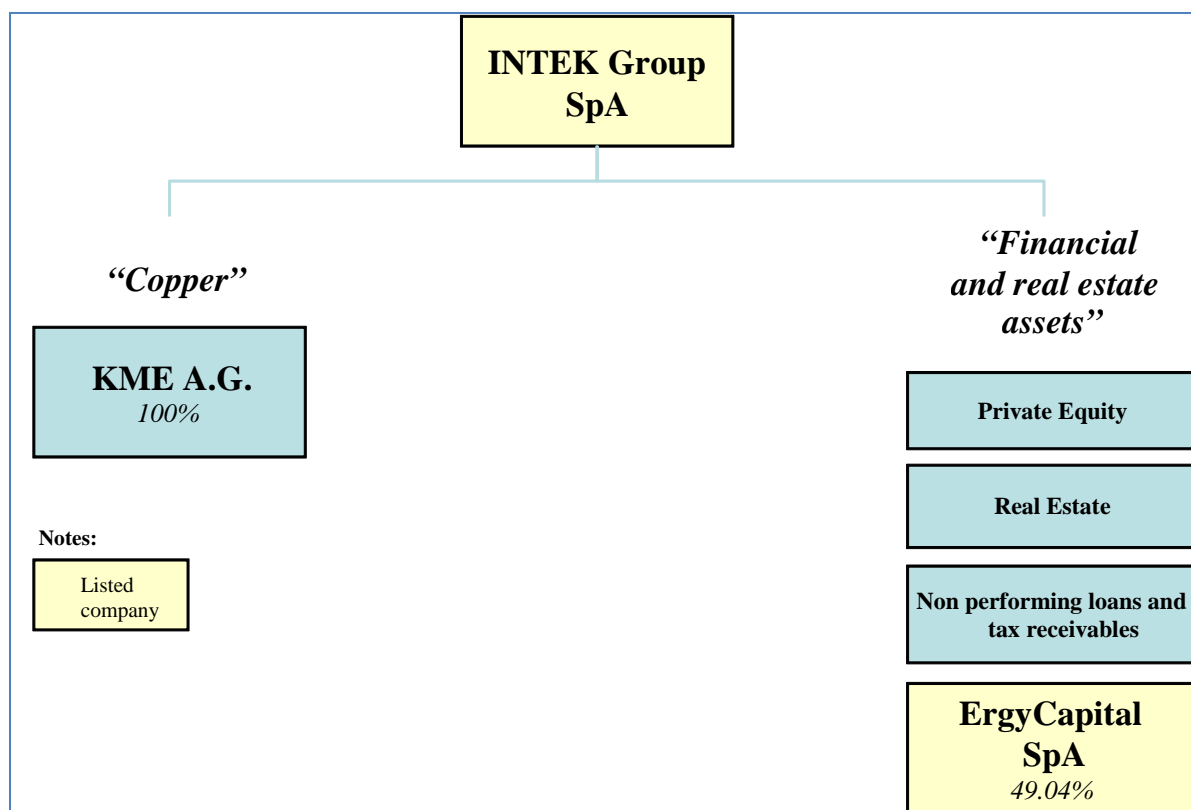 INTEK Group
SpA
“Copper”
KME A.G.
100%
Notes:
Listed
company
“Financial
and real estate
assets”
Private Equity
Real Estate
Non performing loans and
tax receivables
ErgyCapital
SpA
49.04%